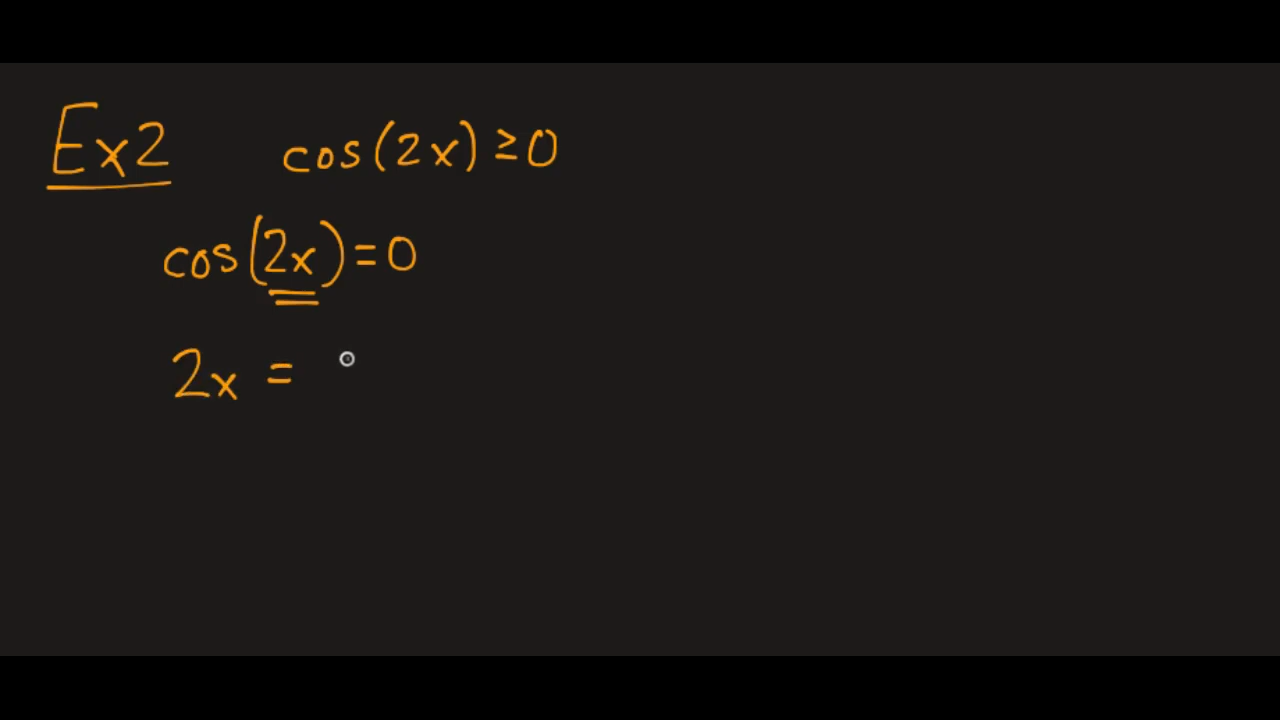 Ex2 cos(2x) ≥ 0
cos(2x) = 0
2x =